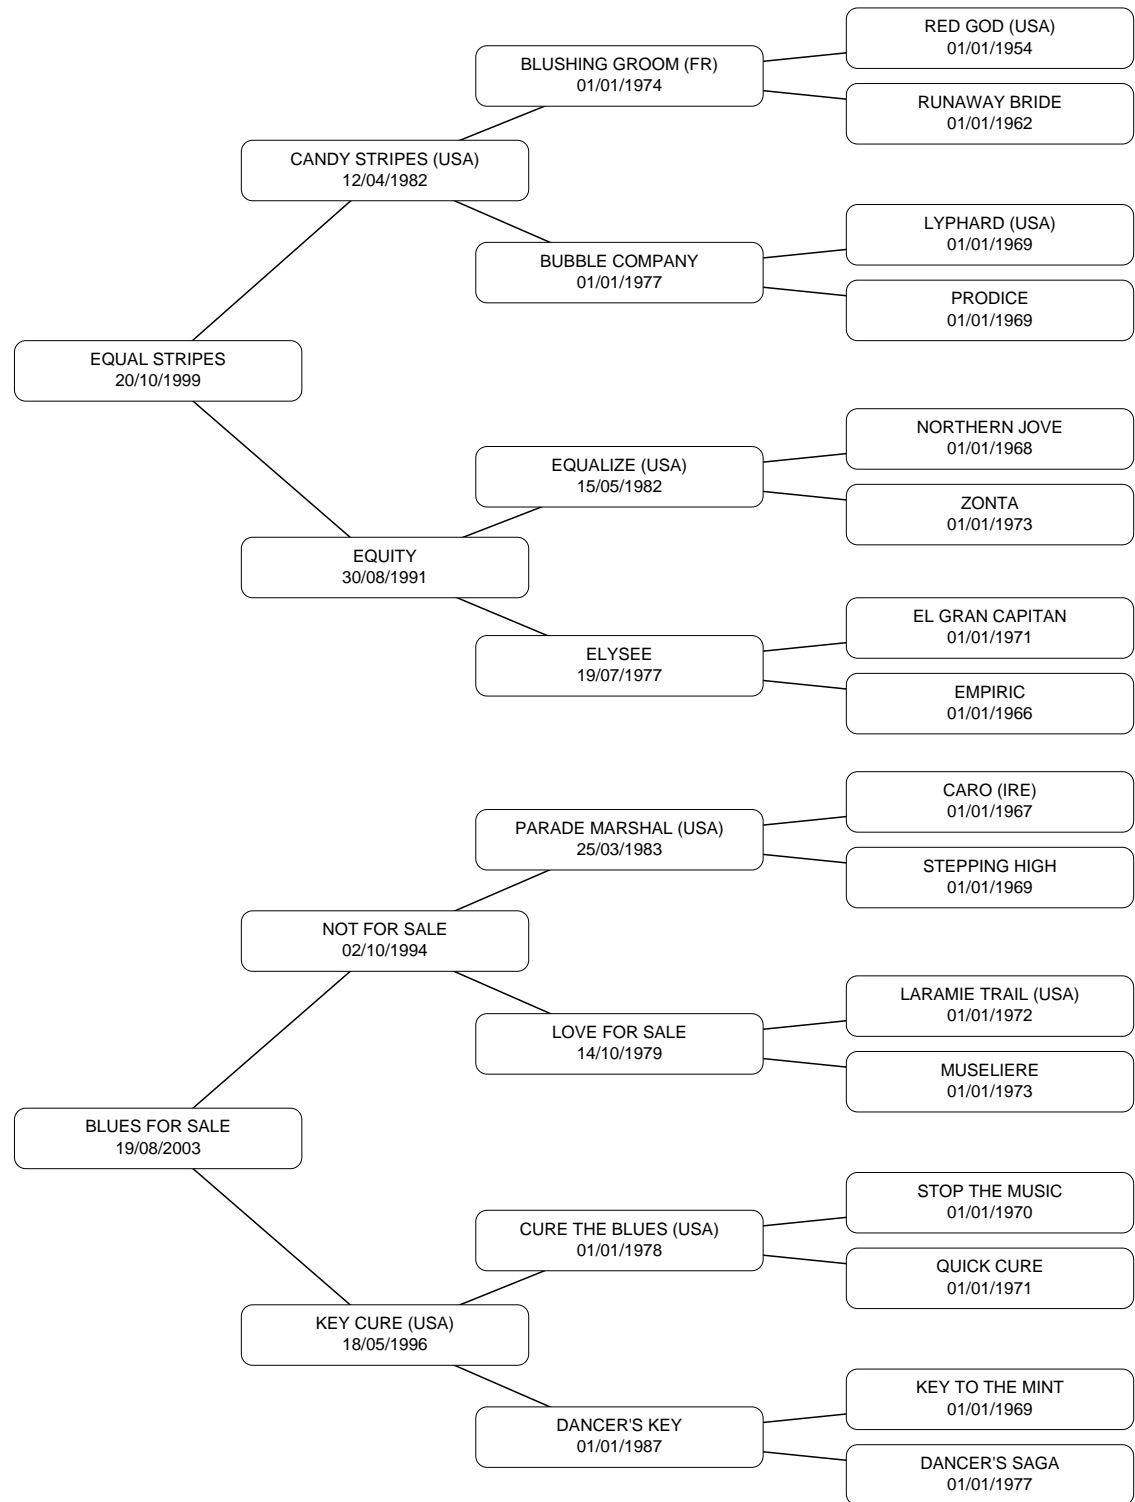 RED GOD (USA)
01/01/1954
BLUSHING GROOM (FR)
01/01/1974
RUNAWAY BRIDE
01/01/1962
CANDY STRIPES (USA)
12/04/1982
LYPHARD (USA)
01/01/1969
BUBBLE COMPANY
01/01/1977
PRODICE
01/01/1969
EQUAL STRIPES
20/10/1999
NORTHERN JOVE
01/01/1968
EQUALIZE (USA)
15/05/1982
ZONTA
01/01/1973
EQUITY
30/08/1991
EL GRAN CAPITAN
01/01/1971
ELYSEE
19/07/1977
EMPIRIC
01/01/1966
CARO (IRE)
01/01/1967
PARADE MARSHAL (USA)
25/03/1983
STEPPING HIGH
01/01/1969
NOT FOR SALE
02/10/1994
LARAMIE TRAIL (USA)
01/01/1972
LOVE FOR SALE
14/10/1979
MUSELIERE
01/01/1973
BLUES FOR SALE
19/08/2003
STOP THE MUSIC
01/01/1970
CURE THE BLUES (USA)
01/01/1978
QUICK CURE
01/01/1971
KEY CURE (USA)
18/05/1996
KEY TO THE MINT
01/01/1969
DANCER'S KEY
01/01/1987
DANCER'S SAGA
01/01/1977